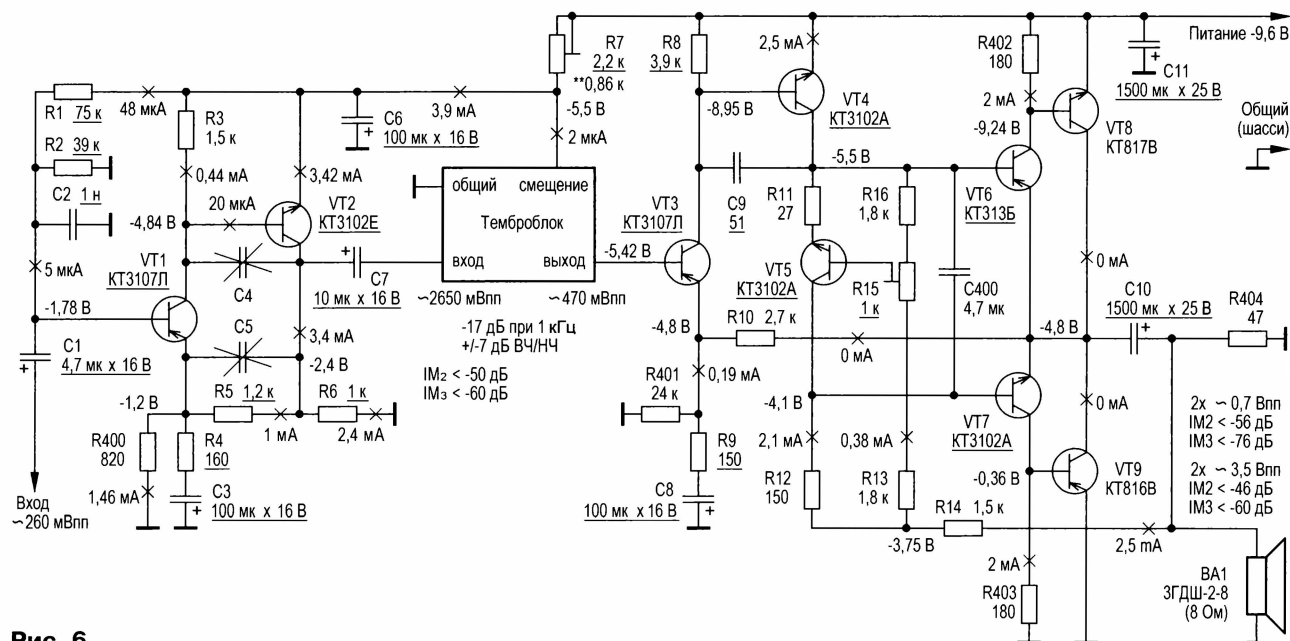 R1 75 к
48 мкА
R2 39 к
C2 1 н
5 мкА
-1,78 В
C1
4,7 мк x 16 В
Вход
~260 мВпп
R3
1,5 к
0,44 мА
20 мкА
-4,84 В
VT1
КТ3107Л
VT2
КТ3102Е
3,42 мА
C4
C5
C6
100 мк x 16 В
3,9 мА
C7
10 мк x 16 В
3,4 мА
-2,4 В
-1,2 В
R5 1,2 к
1 мА
R6 1 к
2,4 мА
R400
820
R4
160
1,46 мА
C3
100 мк x 16 В
R7
2,2 к
**0,86 к
-5,5 В
2 мкА
общий смещение
Темброблок
вход выход
~2650 мВпп ~470 мВпп
-17 дБ при 1 кГц
+/-7 дБ ВЧ/НЧ
IM2 < -50 дБ
IM3 < -60 дБ
R8
3,9 к
-8,95 В
VT3
КТ3107Л
-5,42 В
-4,8 В
C9
51
R10 2,7 к
0 мА
R401
24 к
0,19 мА
R9
150
C8
100 мк x 16 В
2,5 мА
VT4
КТ3102А
-5,5 В
R11
27
R16
1,8 к
VT5
КТ3102А
R15
1 к
C400
4,7 мк
-4,1 В
2,1 мА
0,38 мА
R12
150
R13
1,8 к
R14 1,5 к
-3,75 В
2,5 mA
R402
180
2 мА
-9,24 В
VT6
КТ313Б
VT8
КТ817В
0 мА
-4,8 В
VT7
КТ3102А
0 мА
-0,36 В
VT9
КТ816В
2 мА
R403
180
C11
1500 мк x 25 В
Питание -9,6 В
Общий
(шасси)
C10
1500 мк x 25 В
R404
47
2x ~ 0,7 Впп
IM2 < -56 дБ
IM3 < -76 дБ
2x ~ 3,5 Впп
IM2 < -46 дБ
IM3 < -60 дБ
BA1
3ГДШ-2-8
(8 Ом)
Рис. 6